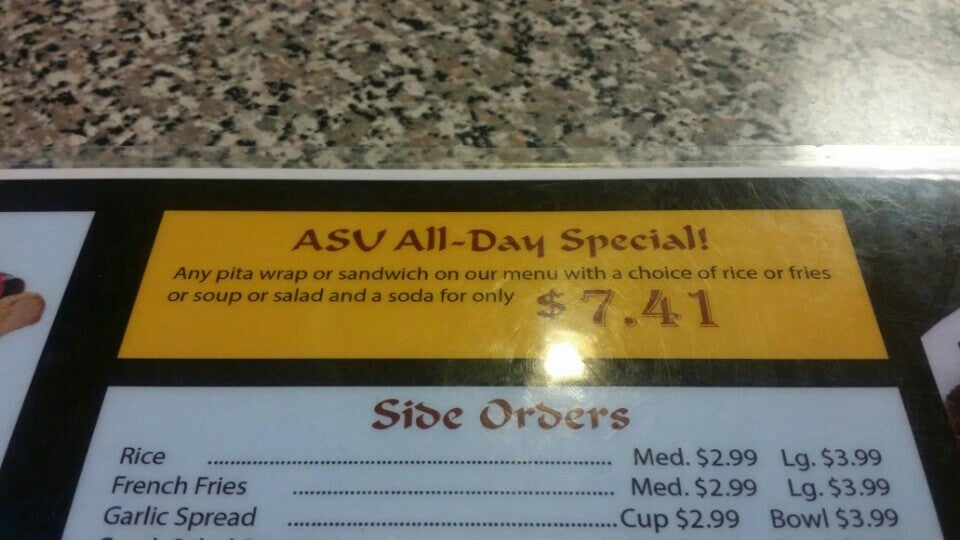 ASU All-Day Special!
Any pita wrap or sandwich on our menu with a choice of rice or fries
or soup or salad and a soda for only $7.41
Side Orders
Rice ........................ Med. $2.99 Lg. $3.99
French Fries ........................ Med. $2.99 Lg. $3.99
Garlic Spread ........................ Cup $2.99 Bowl $3.99